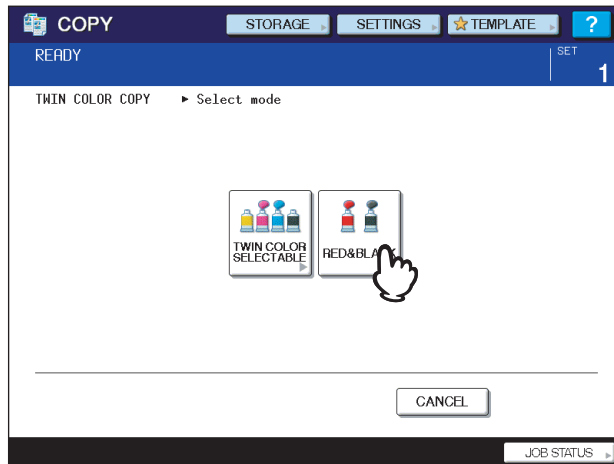 COPY
STORAGE
SETTINGS
TEMPLATE
?
READY
SET
1
TWIN COLOR COPY ► Select mode
TWIN COLOR
SELECTABLE
CANCEL
JOB STATUS